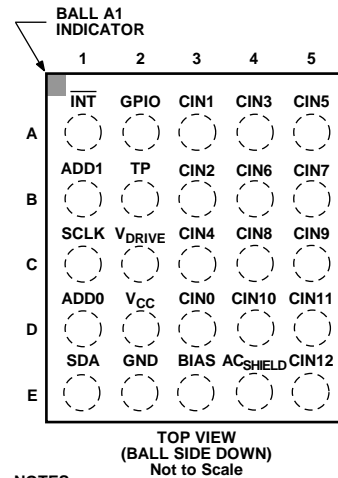 BALL A1
INDICATOR
1 2 3 4 5
INT GPIO CIN1 CIN3 CIN5
A
ADD1 TP CIN2 CIN6 CIN7
B
SCLK VDRIVE CIN4 CIN8 CIN9
C
ADD0 VCC CIN0 CIN10 CIN11
D
SDA GND BIAS ACSHIELD CIN12
E
TOP VIEW
(BALL SIDE DOWN)
Not to Scale
NOTES